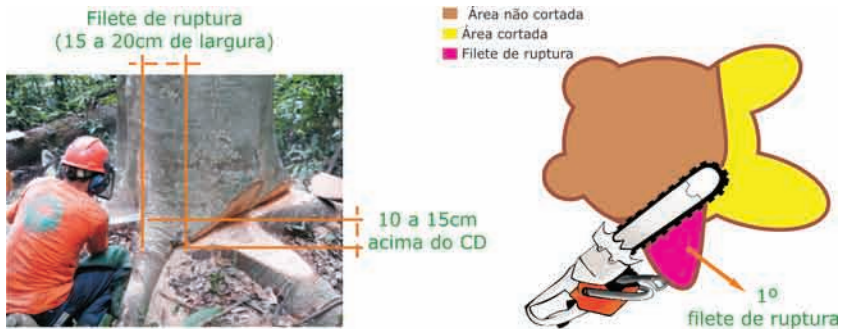 Filete de ruptura
(15 a 20cm de largura)
10 a 15cm
acima do CD
Área não cortada
Área cortada
Filete de ruptura
1º
filete de ruptura